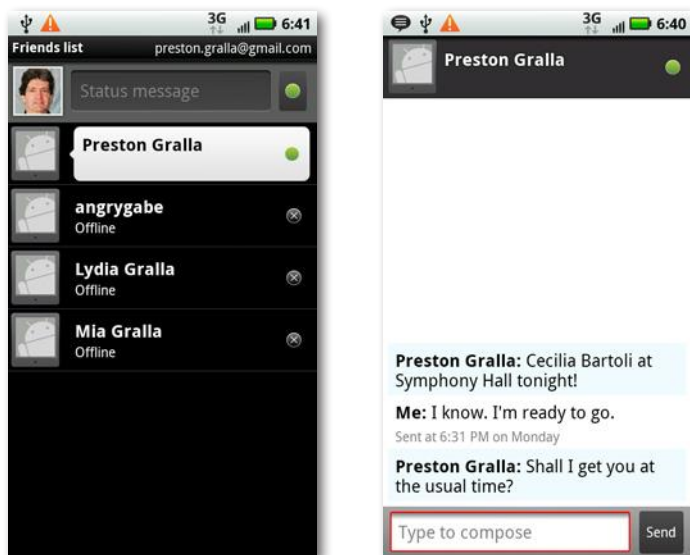 3G 6:41
Friends list preston.gralla@gmail.com
Status message
Preston Gralla
angrygabe
Offline
Lydia Gralla
Offline
Mia Gralla
Offline
3G 6:40
Preston Gralla
Preston Gralla: Cecilia Bartoli at
Symphony Hall tonight!
Me: I know. I'm ready to go.
Sent at 6:31 PM on Monday
Preston Gralla: Shall I get you at
the usual time?
Type to compose Send